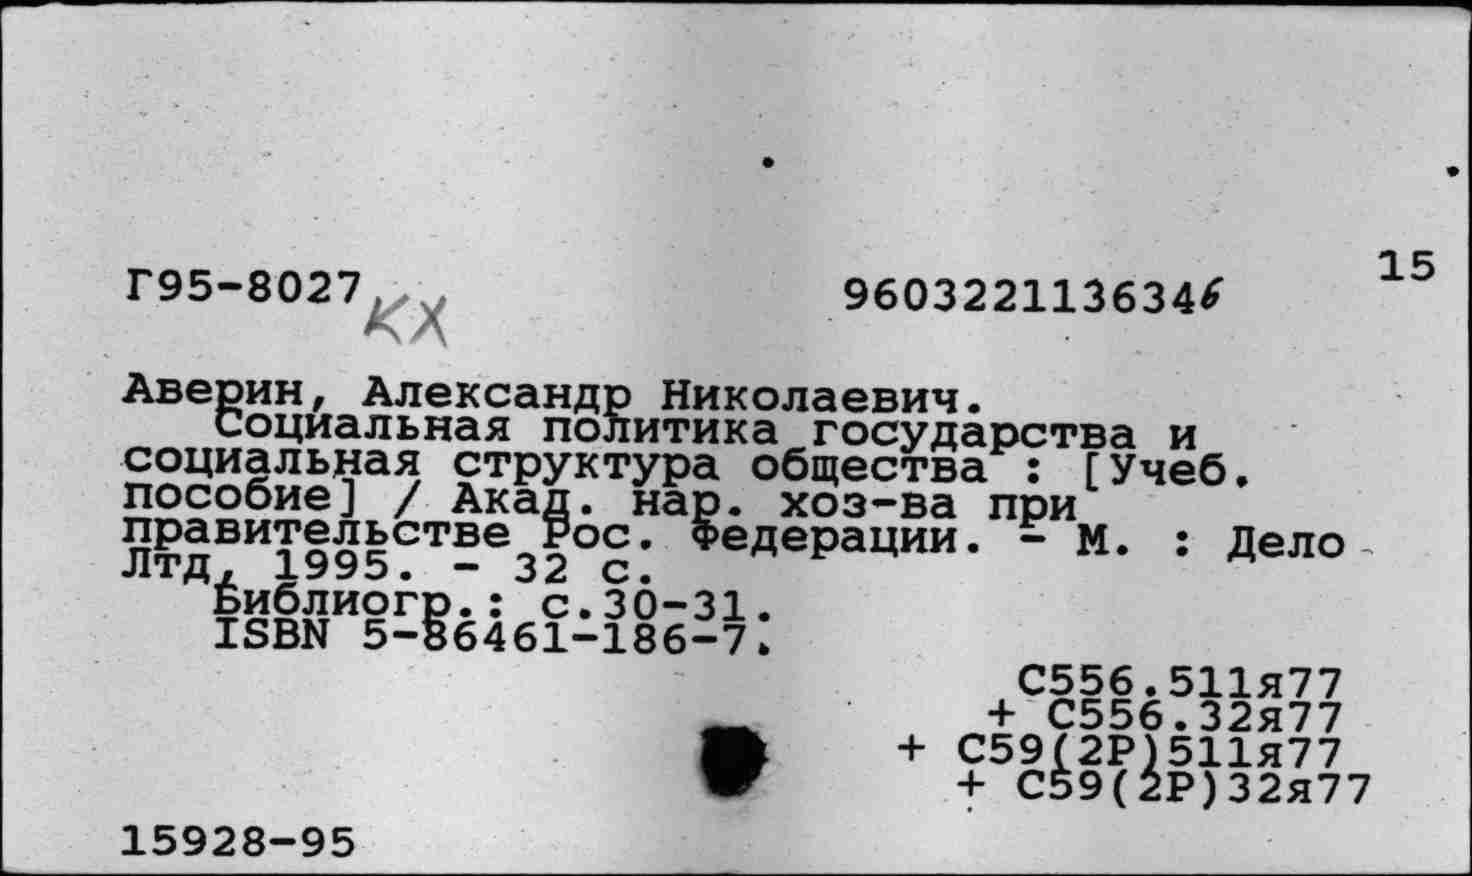 15
Г95-8027 КХ 9603221136346
Аверин, Александр Николаевич.
Социальная политика государства и
социальная структура общества : [Учеб.
пособие] / Акад. нар. хоз-ва при
правительстве Рос. Федерации. - М. : Дело
Лтд, 1995. - 32 с.
Библиогр.: с.30-31.
ISBN 5-86461-186-7.
С556.511я77
+ С556.32я77
+ С59(2Р)511я77
+ С59(2Р)32я77
15928-95